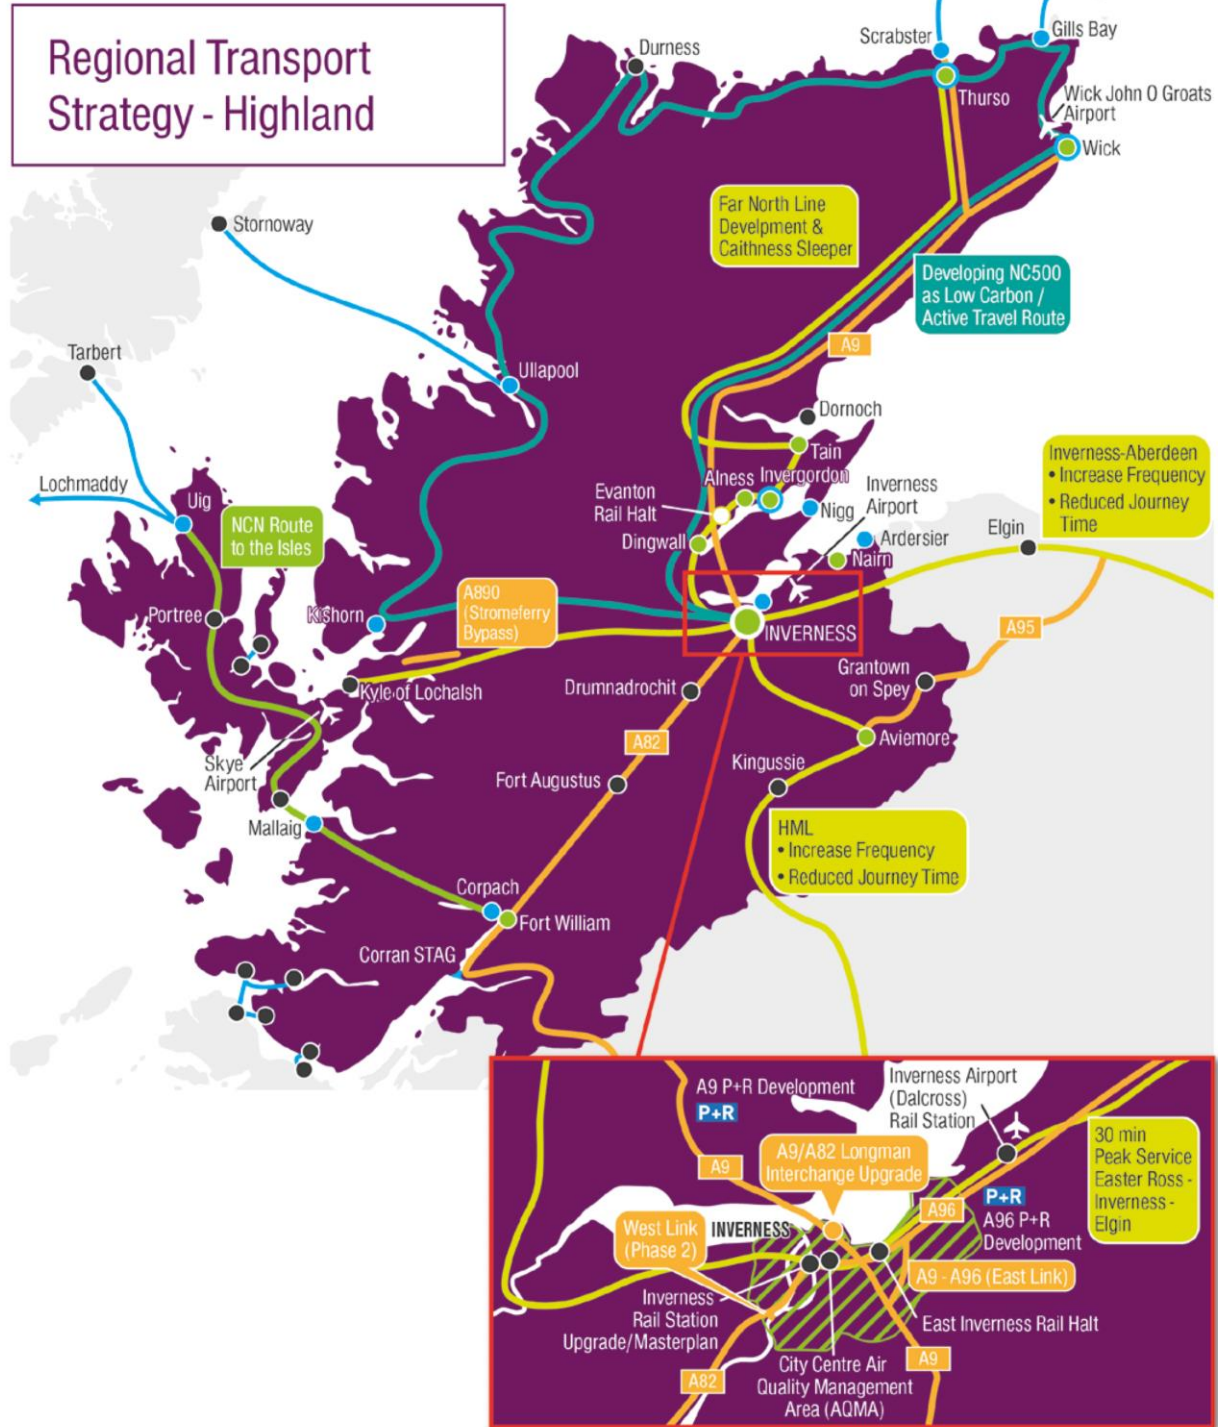 Regional Transport
Strategy - Highland
Durness
Scrabster
Gills Bay
Thurso
Wick John O Groats
Airport
Wick
Stornoway
Far North Line
Develpment &
Caithness Sleeper
Developing NC500
as Low Carbon /
Active Travel Route
A9
Tarbert
Ullapool
Dornoch
Tain
Lochmaddy
Uig
Alness
Invergordon
Evanton
Rail Halt
Inverness
Airport
Nigg
Inverness-Aberdeen
• Increase Frequency
• Reduced Journey
Time
NCN Route
to the Isles
Dingwall
Ardersier
Elgin
Nairn
Portree
Kishorn
A890
(Stromeferry
Bypass)
INVERNESS
A95
Kyle of Lochalsh
Drumnadrochit
Grantown
on Spey
A82
Aviemore
Skye
Airport
Fort Augustus
Kingussie
Mallaig
HML
• Increase Frequency
• Reduced Journey Time
Corpach
Fort William
Corran STAG
A9 P+R Development
P+R
Inverness Airport
(Dalcross)
Rail Station
A9
A9/A82 Longman
Interchange Upgrade
30 min
Peak Service
Easter Ross -
Inverness -
Elgin
P+R
A96 P+R
Development
A96
West Link
(Phase 2)
INVERNESS
A9 - A96 (East Link)
Inverness
Rail Station
Upgrade/Masterplan
East Inverness Rail Halt
City Centre Air
Quality Management
Area (AQMA)
A9
A82